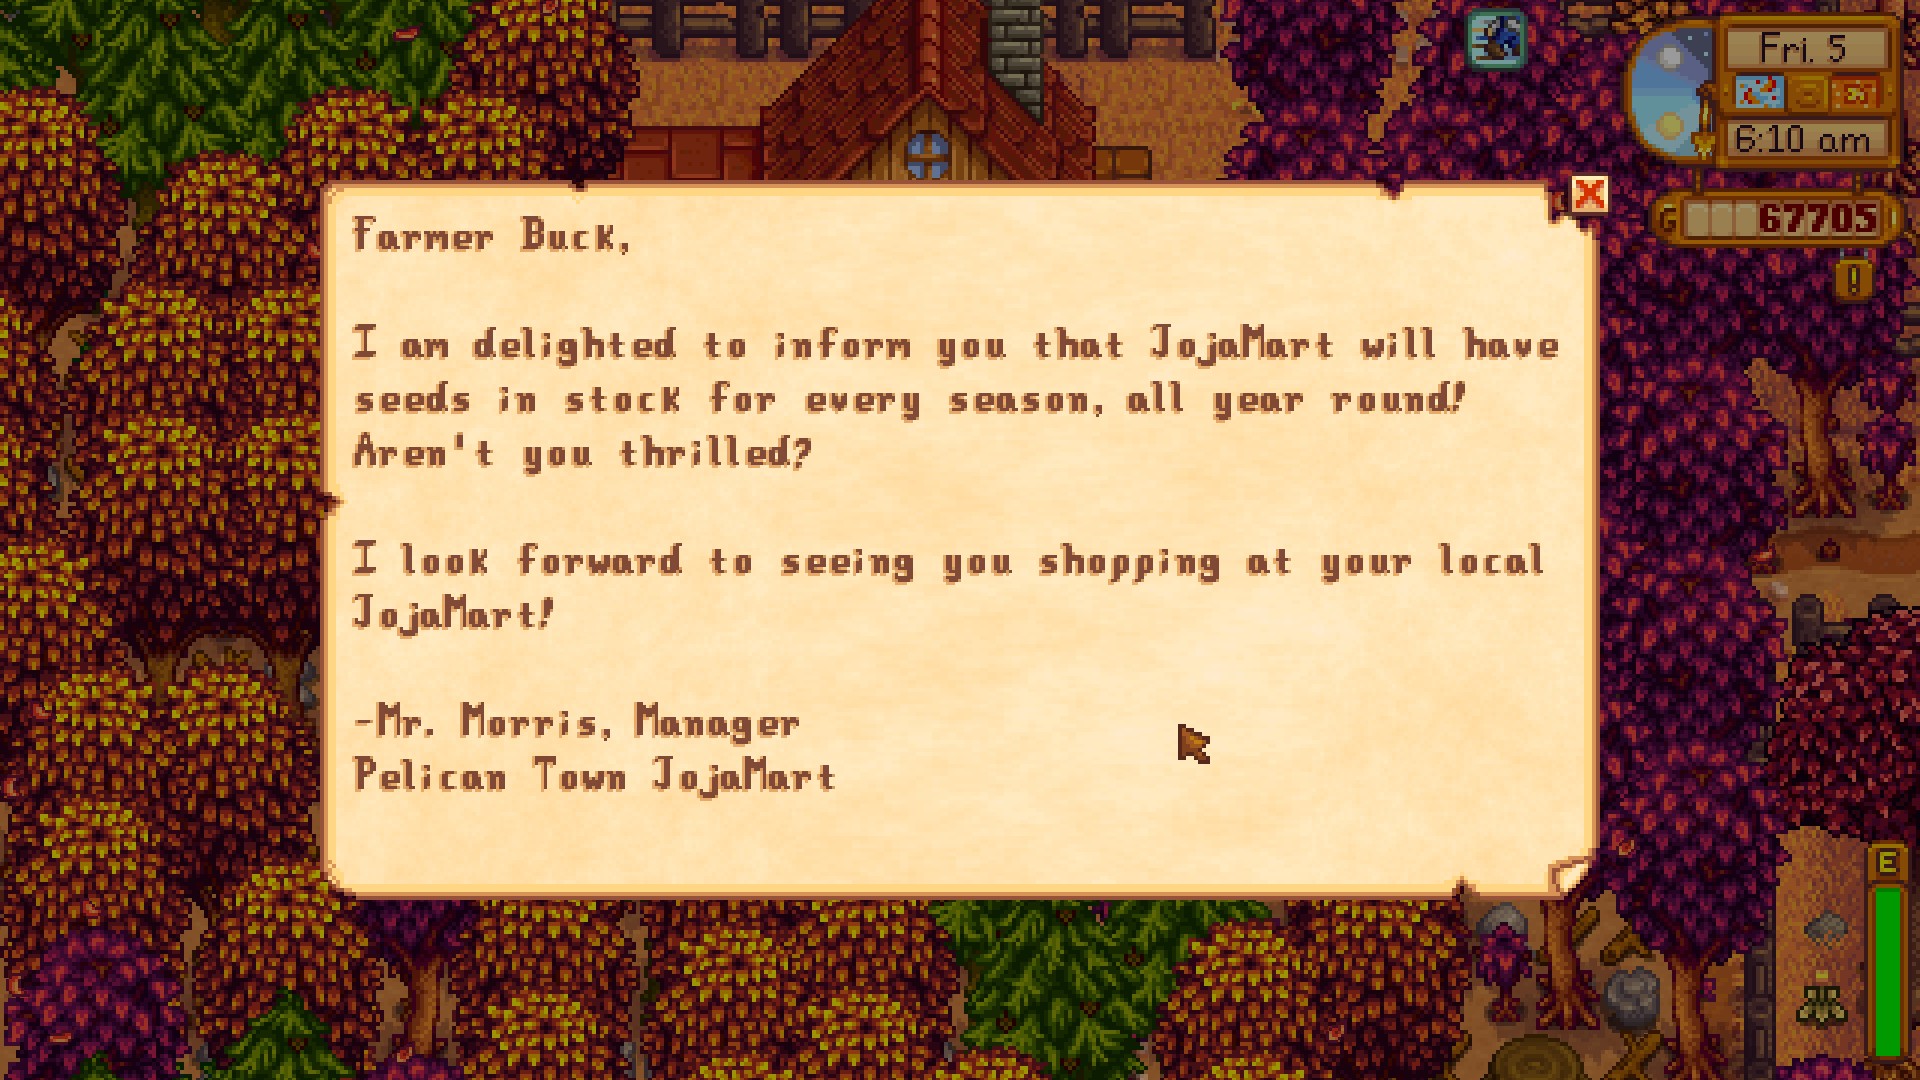 Fri. 5
6:10 am
G 67705
!
Farmer Buck,
I am delighted to inform you that JojaMart will have
seeds in stock for every season, all year round!
Aren't you thrilled?
I look forward to seeing you shopping at your local
JojaMart!
-Mr. Morris, Manager
Pelican Town JojaMart
E